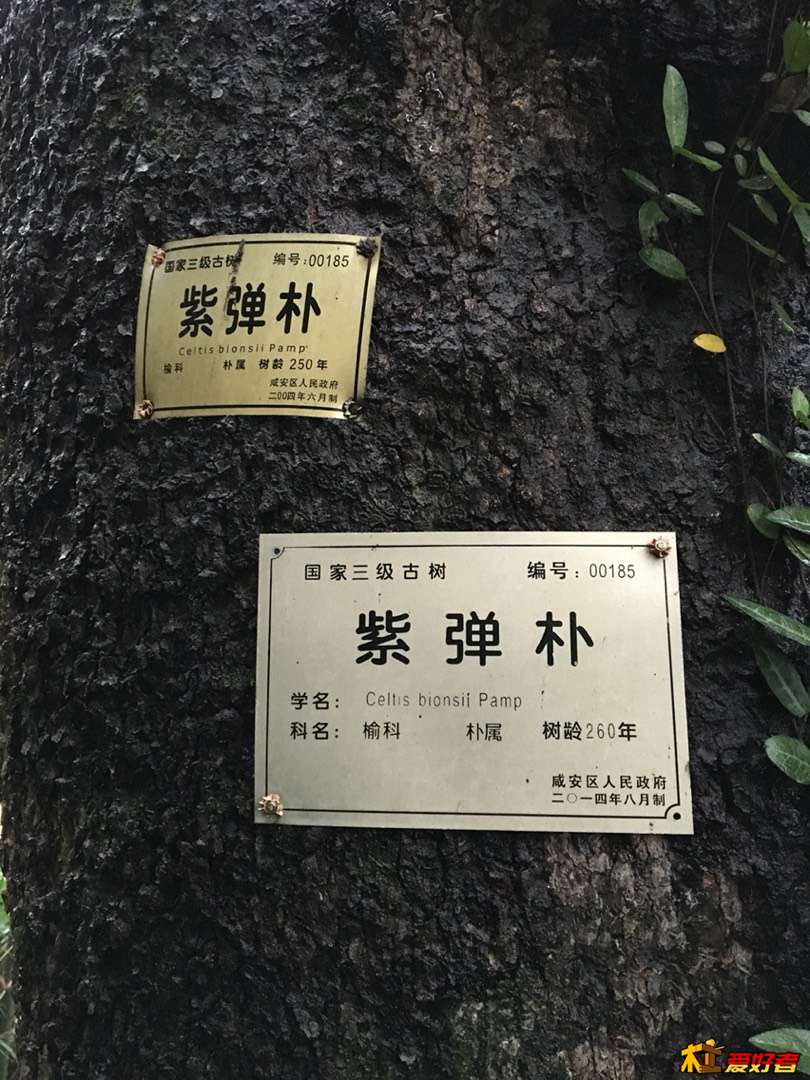 国家三级古树 编号:00185
紫弹朴
Celtis bionsii Pamp
榆科 朴属 树龄 250年
咸安区人民政府
二00四年六月制
国家三级古树 编号:00185
紫弹朴
学名: Celtis bionsii Pamp
科名: 榆科 朴属 树龄260年
咸安区人民政府
二〇一四年八月制
爱好者